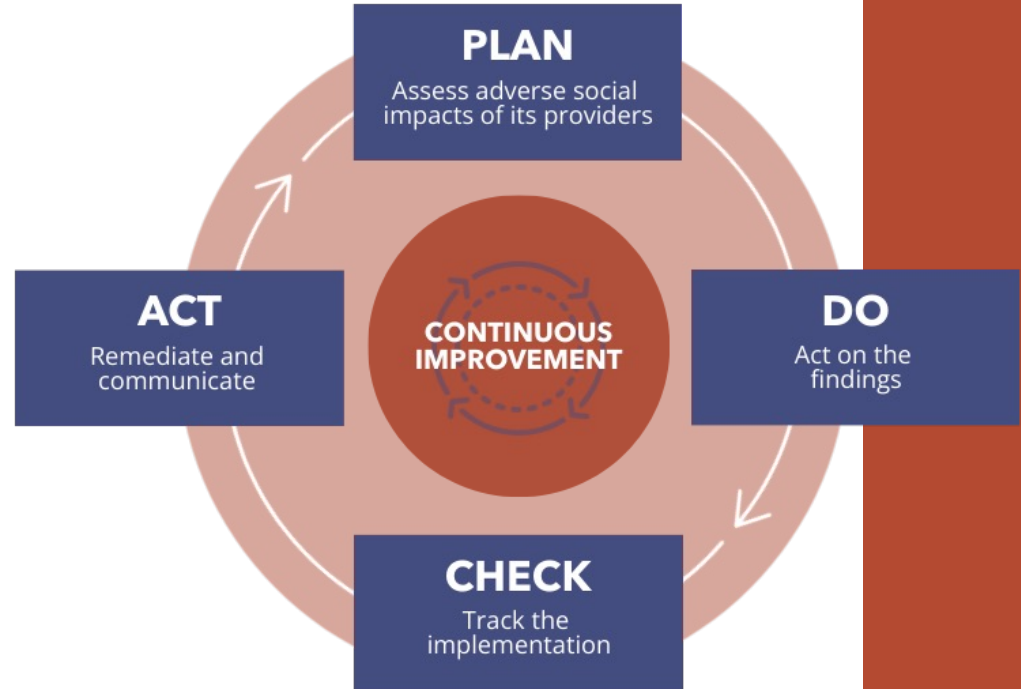 PLAN
Assess adverse social
impacts of its providers
ACT
Remediate and
communicate
CONTINUOUS
IMPROVEMENT
DO
Act on the
findings
CHECK
Track the
implementation